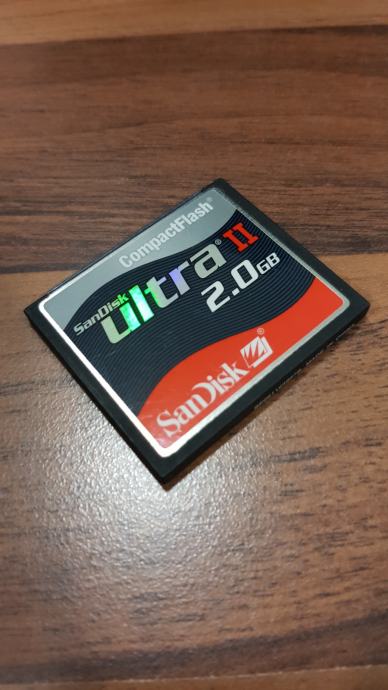 CompactFlash®
SanDisk
ultra® II
2.0GB
SanDisk®